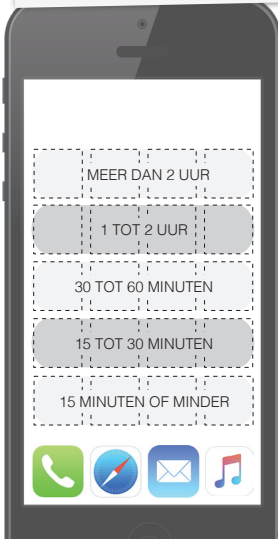 MEER DAN 2 UUR
1 TOT 2 UUR
30 TOT 60 MINUTEN
15 TOT 30 MINUTEN
15 MINUTEN OF MINDER